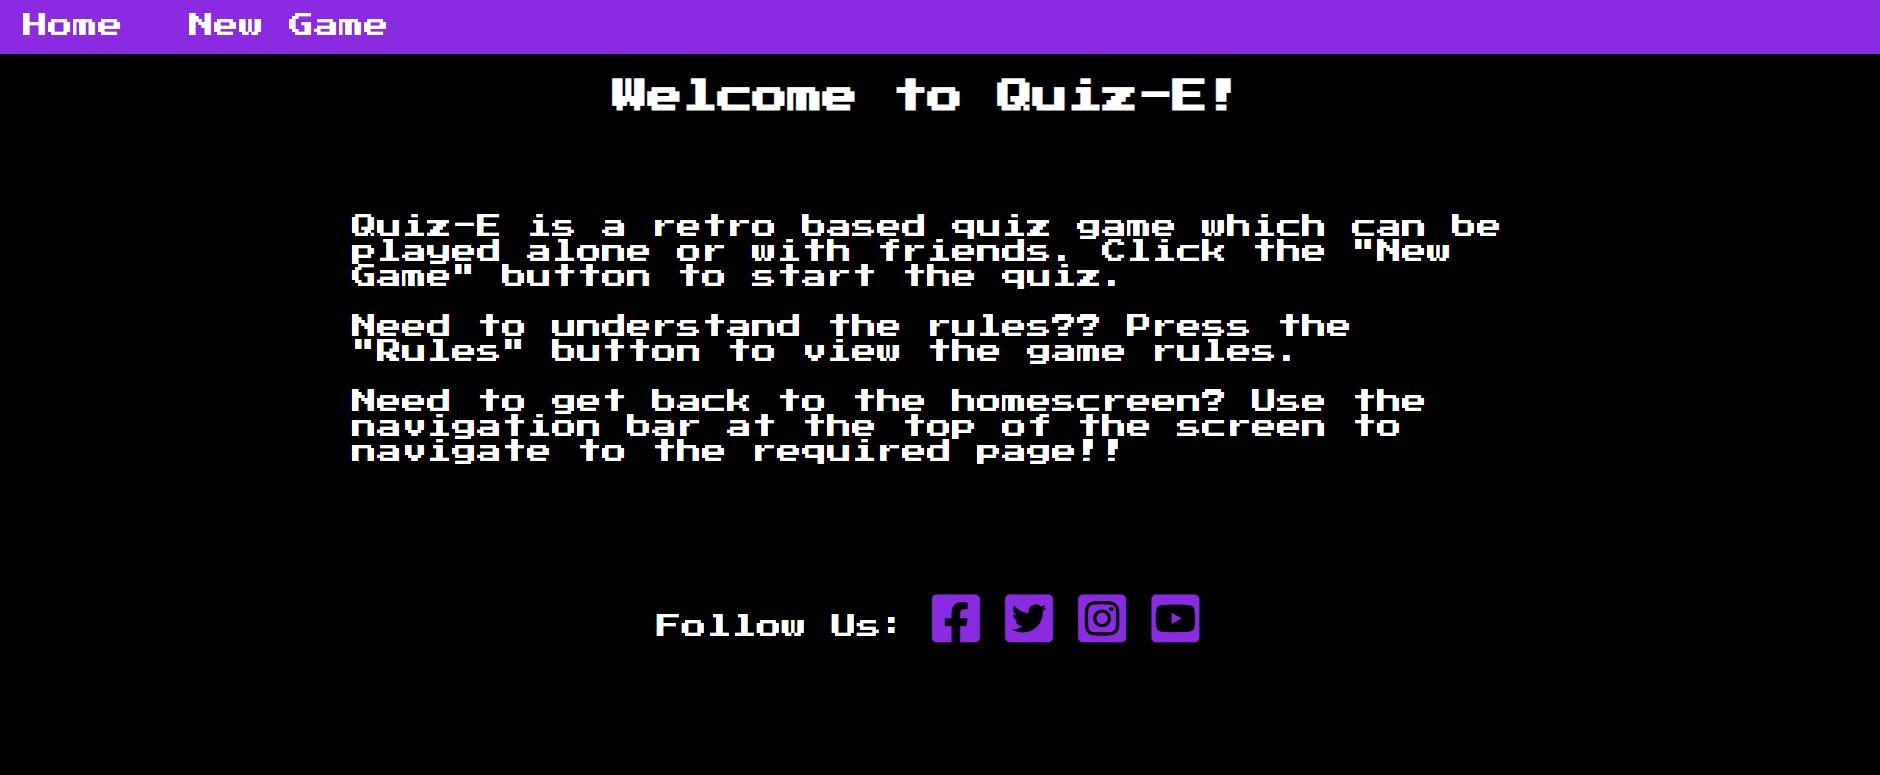 Home New Game
Welcome to Quiz-E!
Quiz-E is a retro based quiz game which can be
played alone or with friends. Click the "New
Game" button to start the quiz.
Need to understand the rules?? Press the
"Rules" button to view the game rules.
Need to get back to the homescreen? Use the
navigation bar at the top of the screen to
navigate to the required page!!
Follow Us: